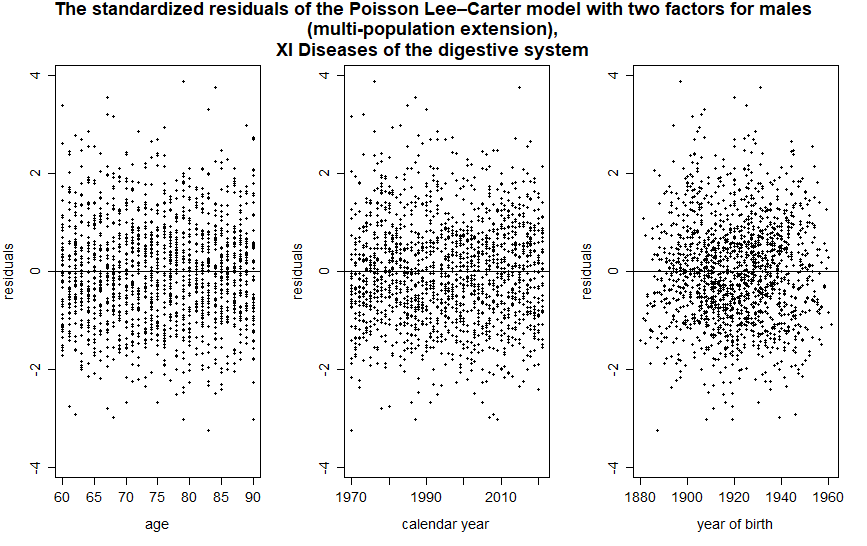 The standardized residuals of the Poisson Lee–Carter model with two factors for males
(multi-population extension),
XI Diseases of the digestive system
residuals
4
2
0
-2
-4
60 65 70 75 80 85 90
age
residuals
4
2
0
-2
-4
1970 1990 2010
calendar year
residuals
4
2
0
-2
-4
1880 1900 1920 1940 1960
year of birth